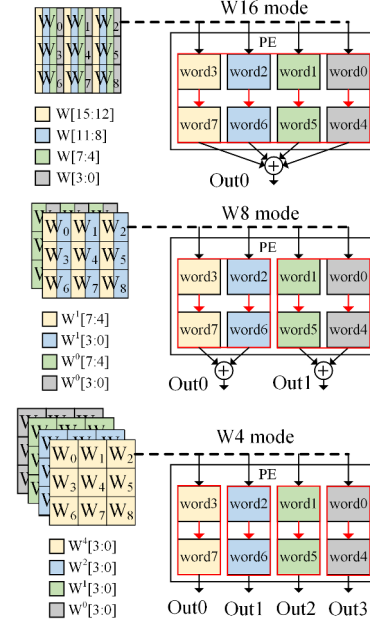 W16 mode
W0 W1 W2
W3 W4 W5
W6 W7 W8
PE
word3 word2 word1 word0
word7 word6 word5 word4
W[15:12]
W[11:8]
W[7:4]
W[3:0]
+
Out0
W8 mode
W W
W0 W1 W2
W3 W4 W5
W6 W7 W8
PE
word3 word2 word1 word0
word7 word6 word5 word4
W¹[7:4]
W¹[3:0]
W⁰[7:4]
W⁰[3:0]
+ +
Out0 Out1
W4 mode
W0 W1 W2
W3 W4 W5
W6 W7 W8
PE
word3 word2 word1 word0
word7 word6 word5 word4
W⁴[3:0]
W²[3:0]
W¹[3:0]
W⁰[3:0]
Out0 Out1 Out2 Out3